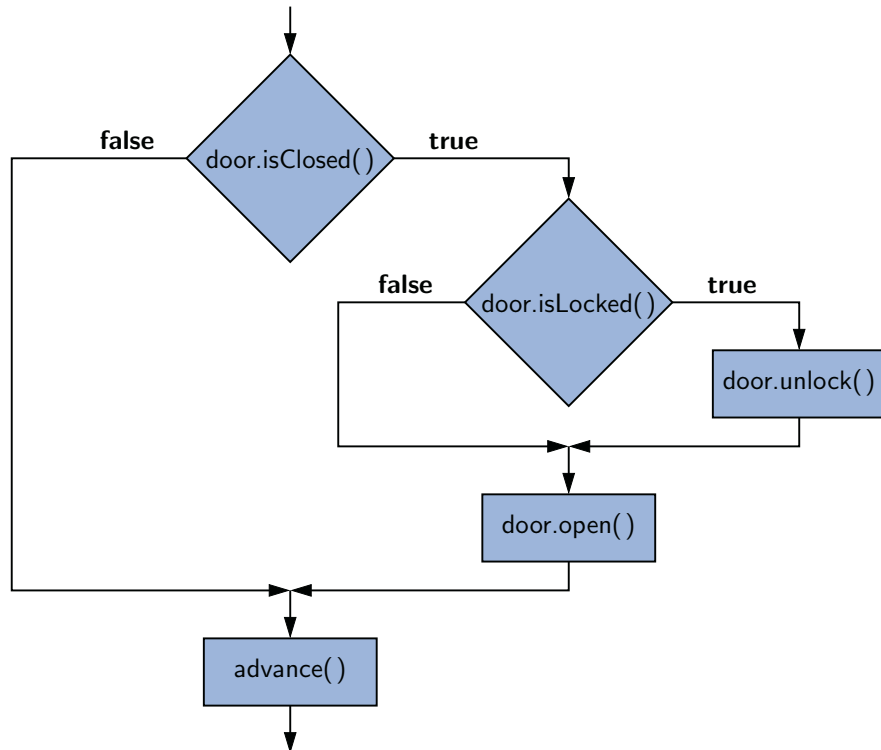 false
true
door.isClosed()
false
true
door.isLocked()
door.unlock()
door.open()
advance()